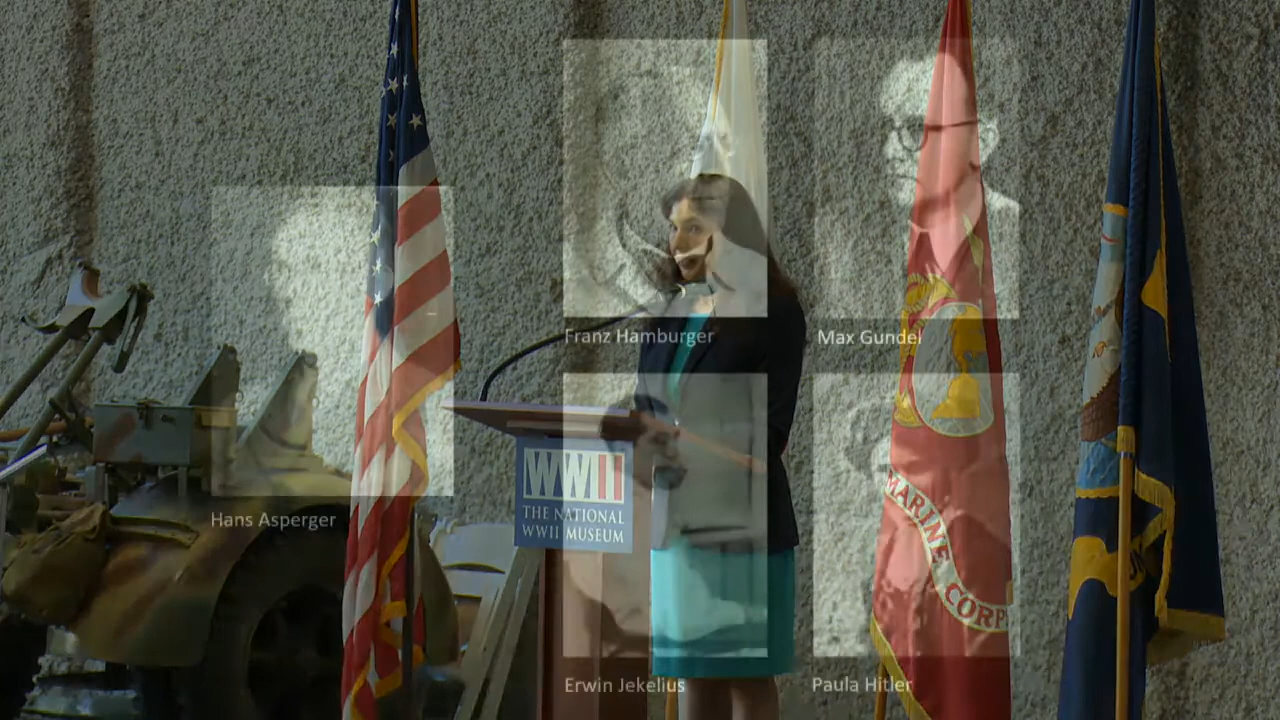 Franz Hamburger
Max Gundel
Hans Asperger
WWII
THE NATIONAL
WWII MUSEUM
MARINE CORPS
Erwin Jekelius
Paula Hitler